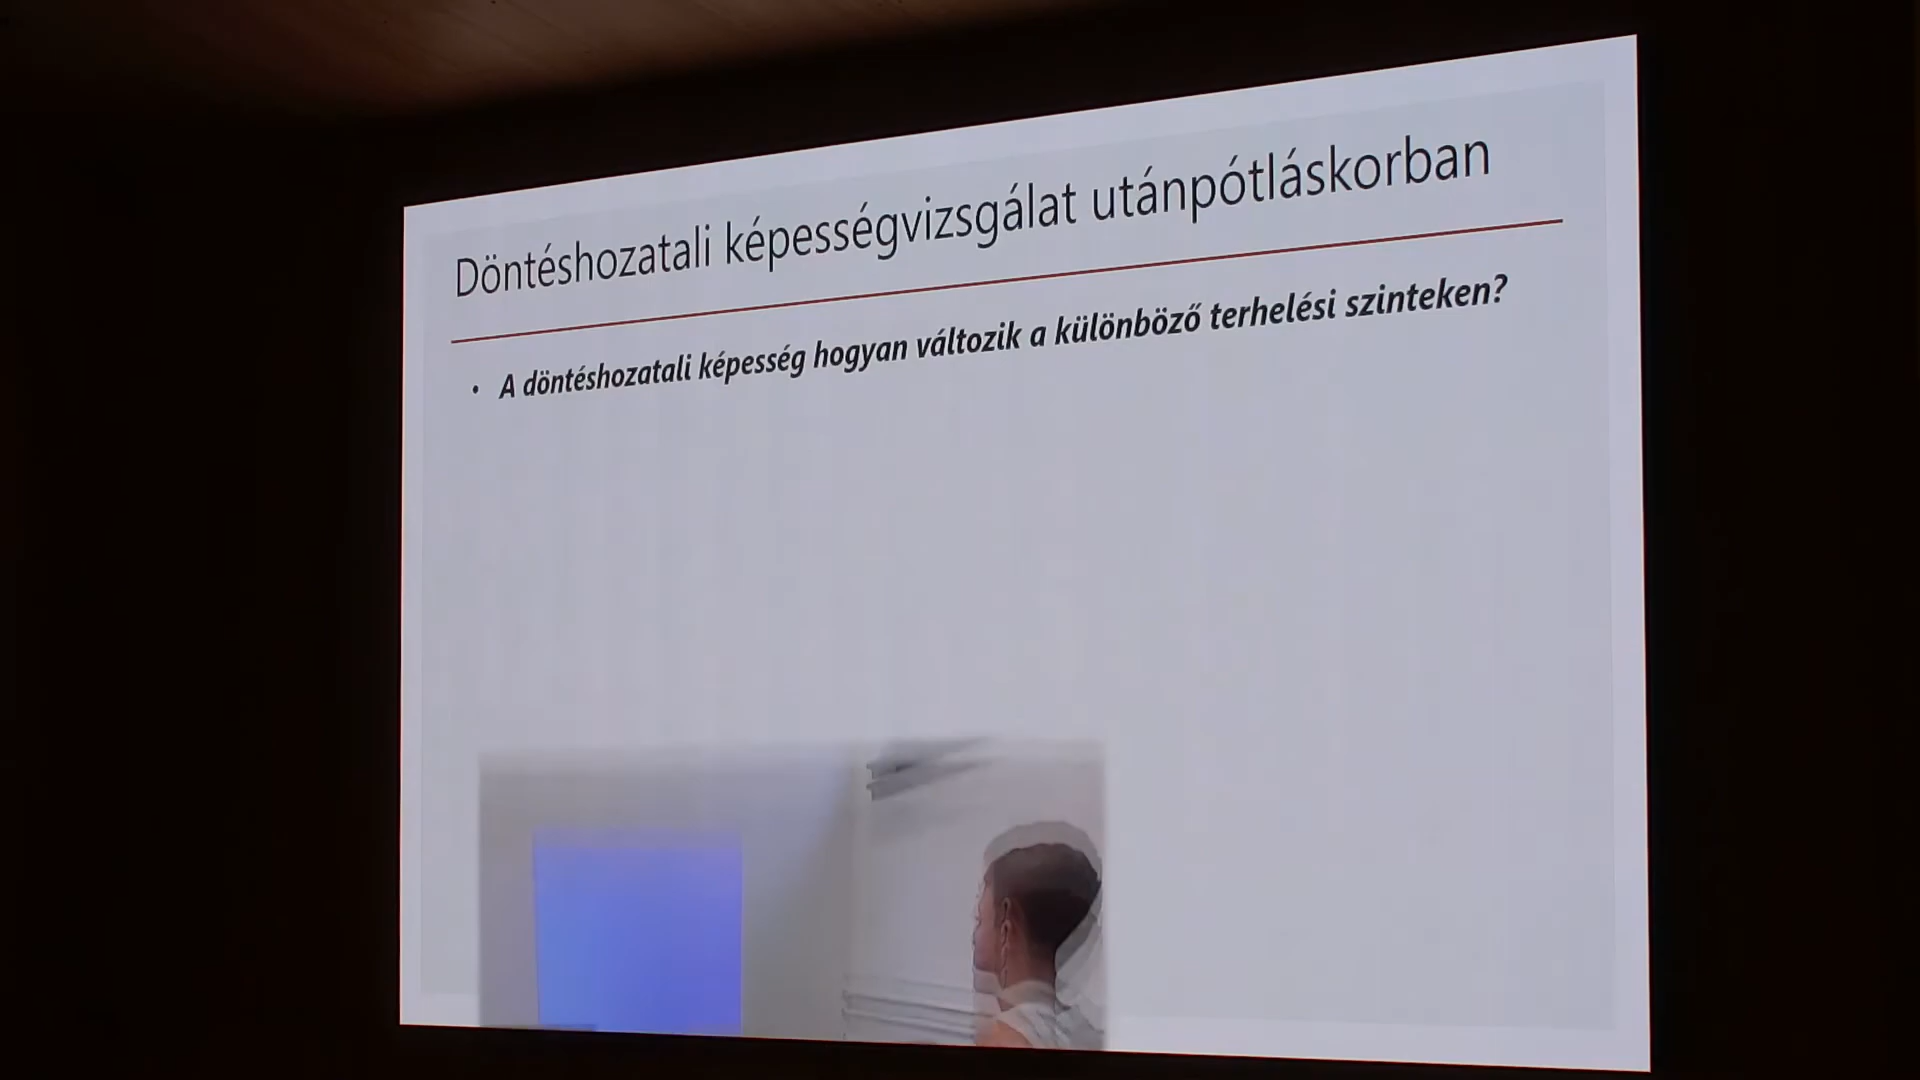 Döntéshozatali képességvizsgálat utánpótláskorban
• A döntéshozatali képesség hogyan változik a különböző terhelési szinteken?